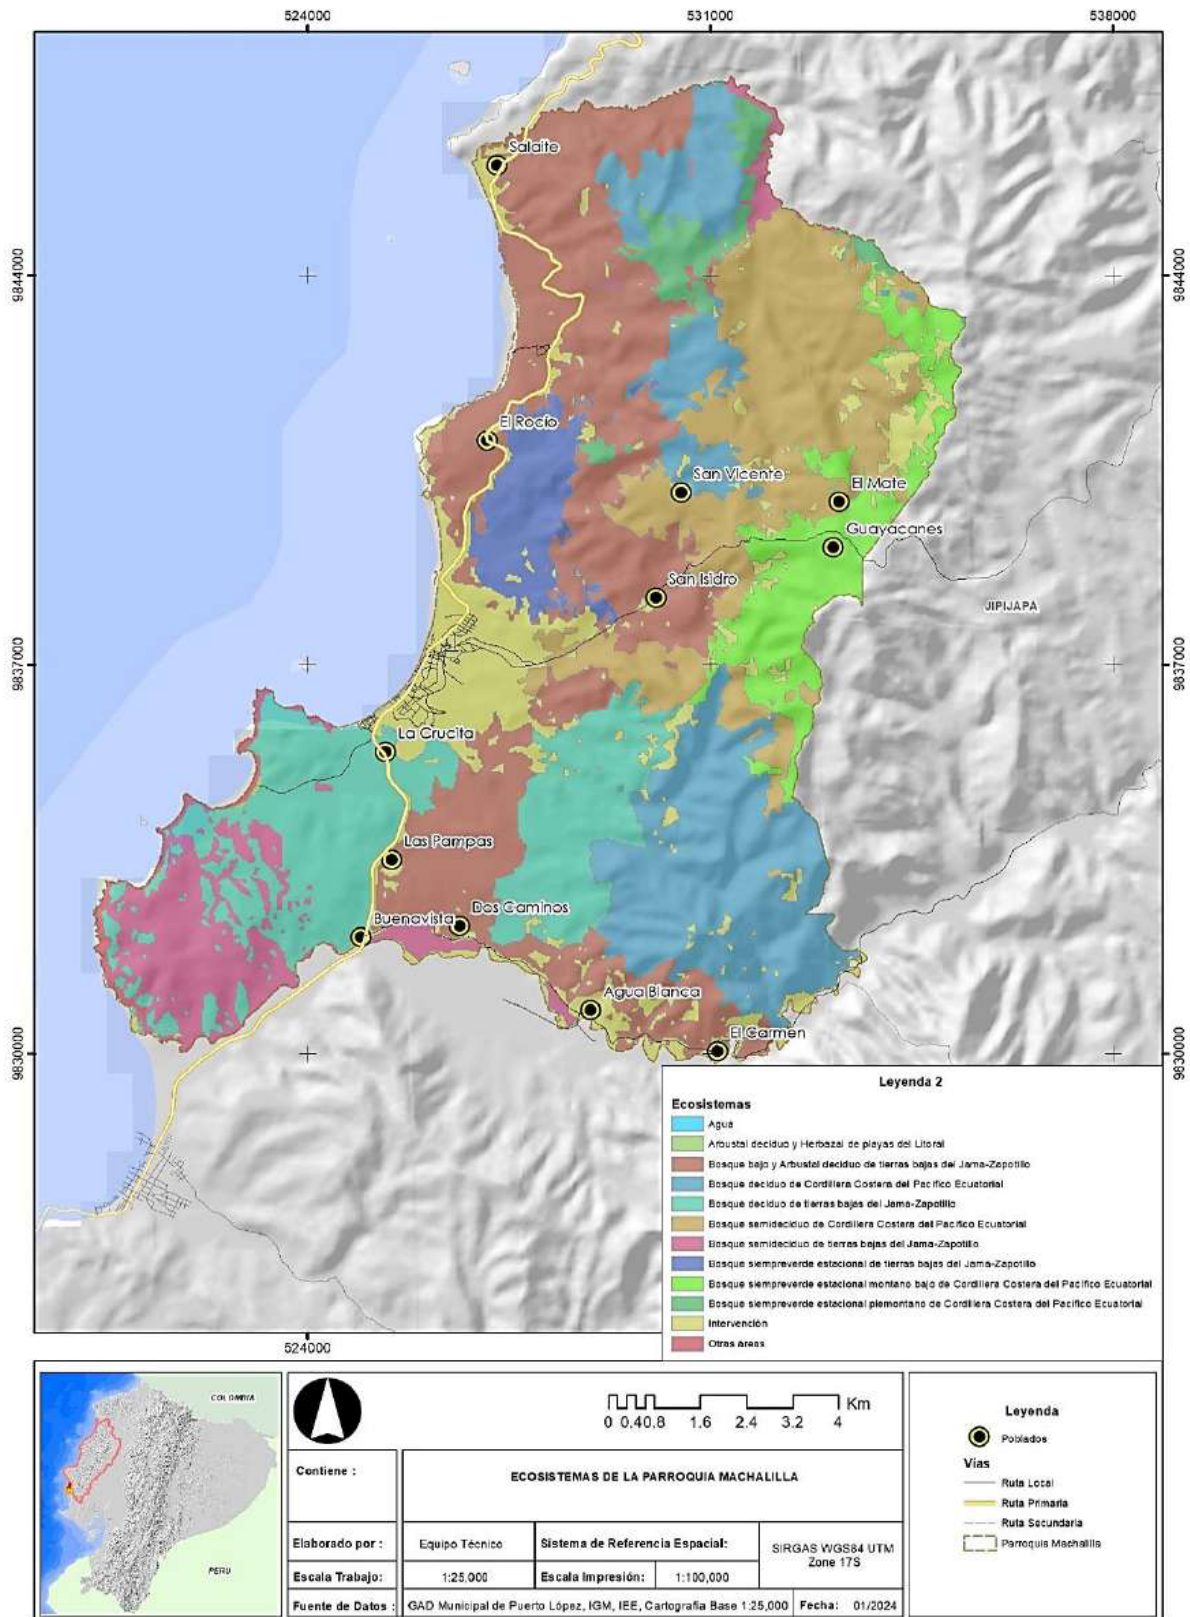 524000
531000
538000
Salaite
9844000
9844000
El Rocío
San Vicente
El Mate
Guayacanes
San Isidro
JIPIJAPA
9837000
9837000
La Crucita
Las Pampas
Buenavista
Dos Caminos
Agua Blanca
El Carmen
9830000
9830000
Leyenda 2
Ecosistemas
Agua
Arbustal deciduo y Herbazal de playas del Litoral
Bosque bajo y Arbustal deciduo de tierras bajas del Jama-Zapotillo
Bosque deciduo de Cordillera Costera del Pacifico Ecuatorial
Bosque deciduo de tierras bajas del Jama-Zapotillo
Bosque semideciduo de Cordillera Costera del Pacifico Ecuatorial
Bosque semideciduo de tierras bajas del Jama-Zapotillo
Bosque siempreverde estacional de tierras bajas del Jama-Zapotillo
Bosque siempreverde estacional montano bajo de Cordillera Costera del Pacifico Ecuatorial
Bosque siempreverde estacional piemontano de Cordillera Costera del Pacifico Ecuatorial
Intervención
Otras areas
524000
COLOMBIA
PERU
0 0.40.8 1.6 2.4 3.2 4 Km
Contiene :
ECOSISTEMAS DE LA PARROQUIA MACHALILLA
Elaborado por : Equipo Técnico Sistema de Referencia Espacial: SIRGAS WGS84 UTM
Zone 17S
Escala Trabajo: 1:25,000 Escala Impresión: 1:100,000
Fuente de Datos : GAD Municipal de Puerto López, IGM, IEE, Cartografía Base 1:25,000 Fecha: 01/2024
Leyenda
Poblados
Vías
Ruta Local
Ruta Primaria
Ruta Secundaria
Parroquia Machalilla